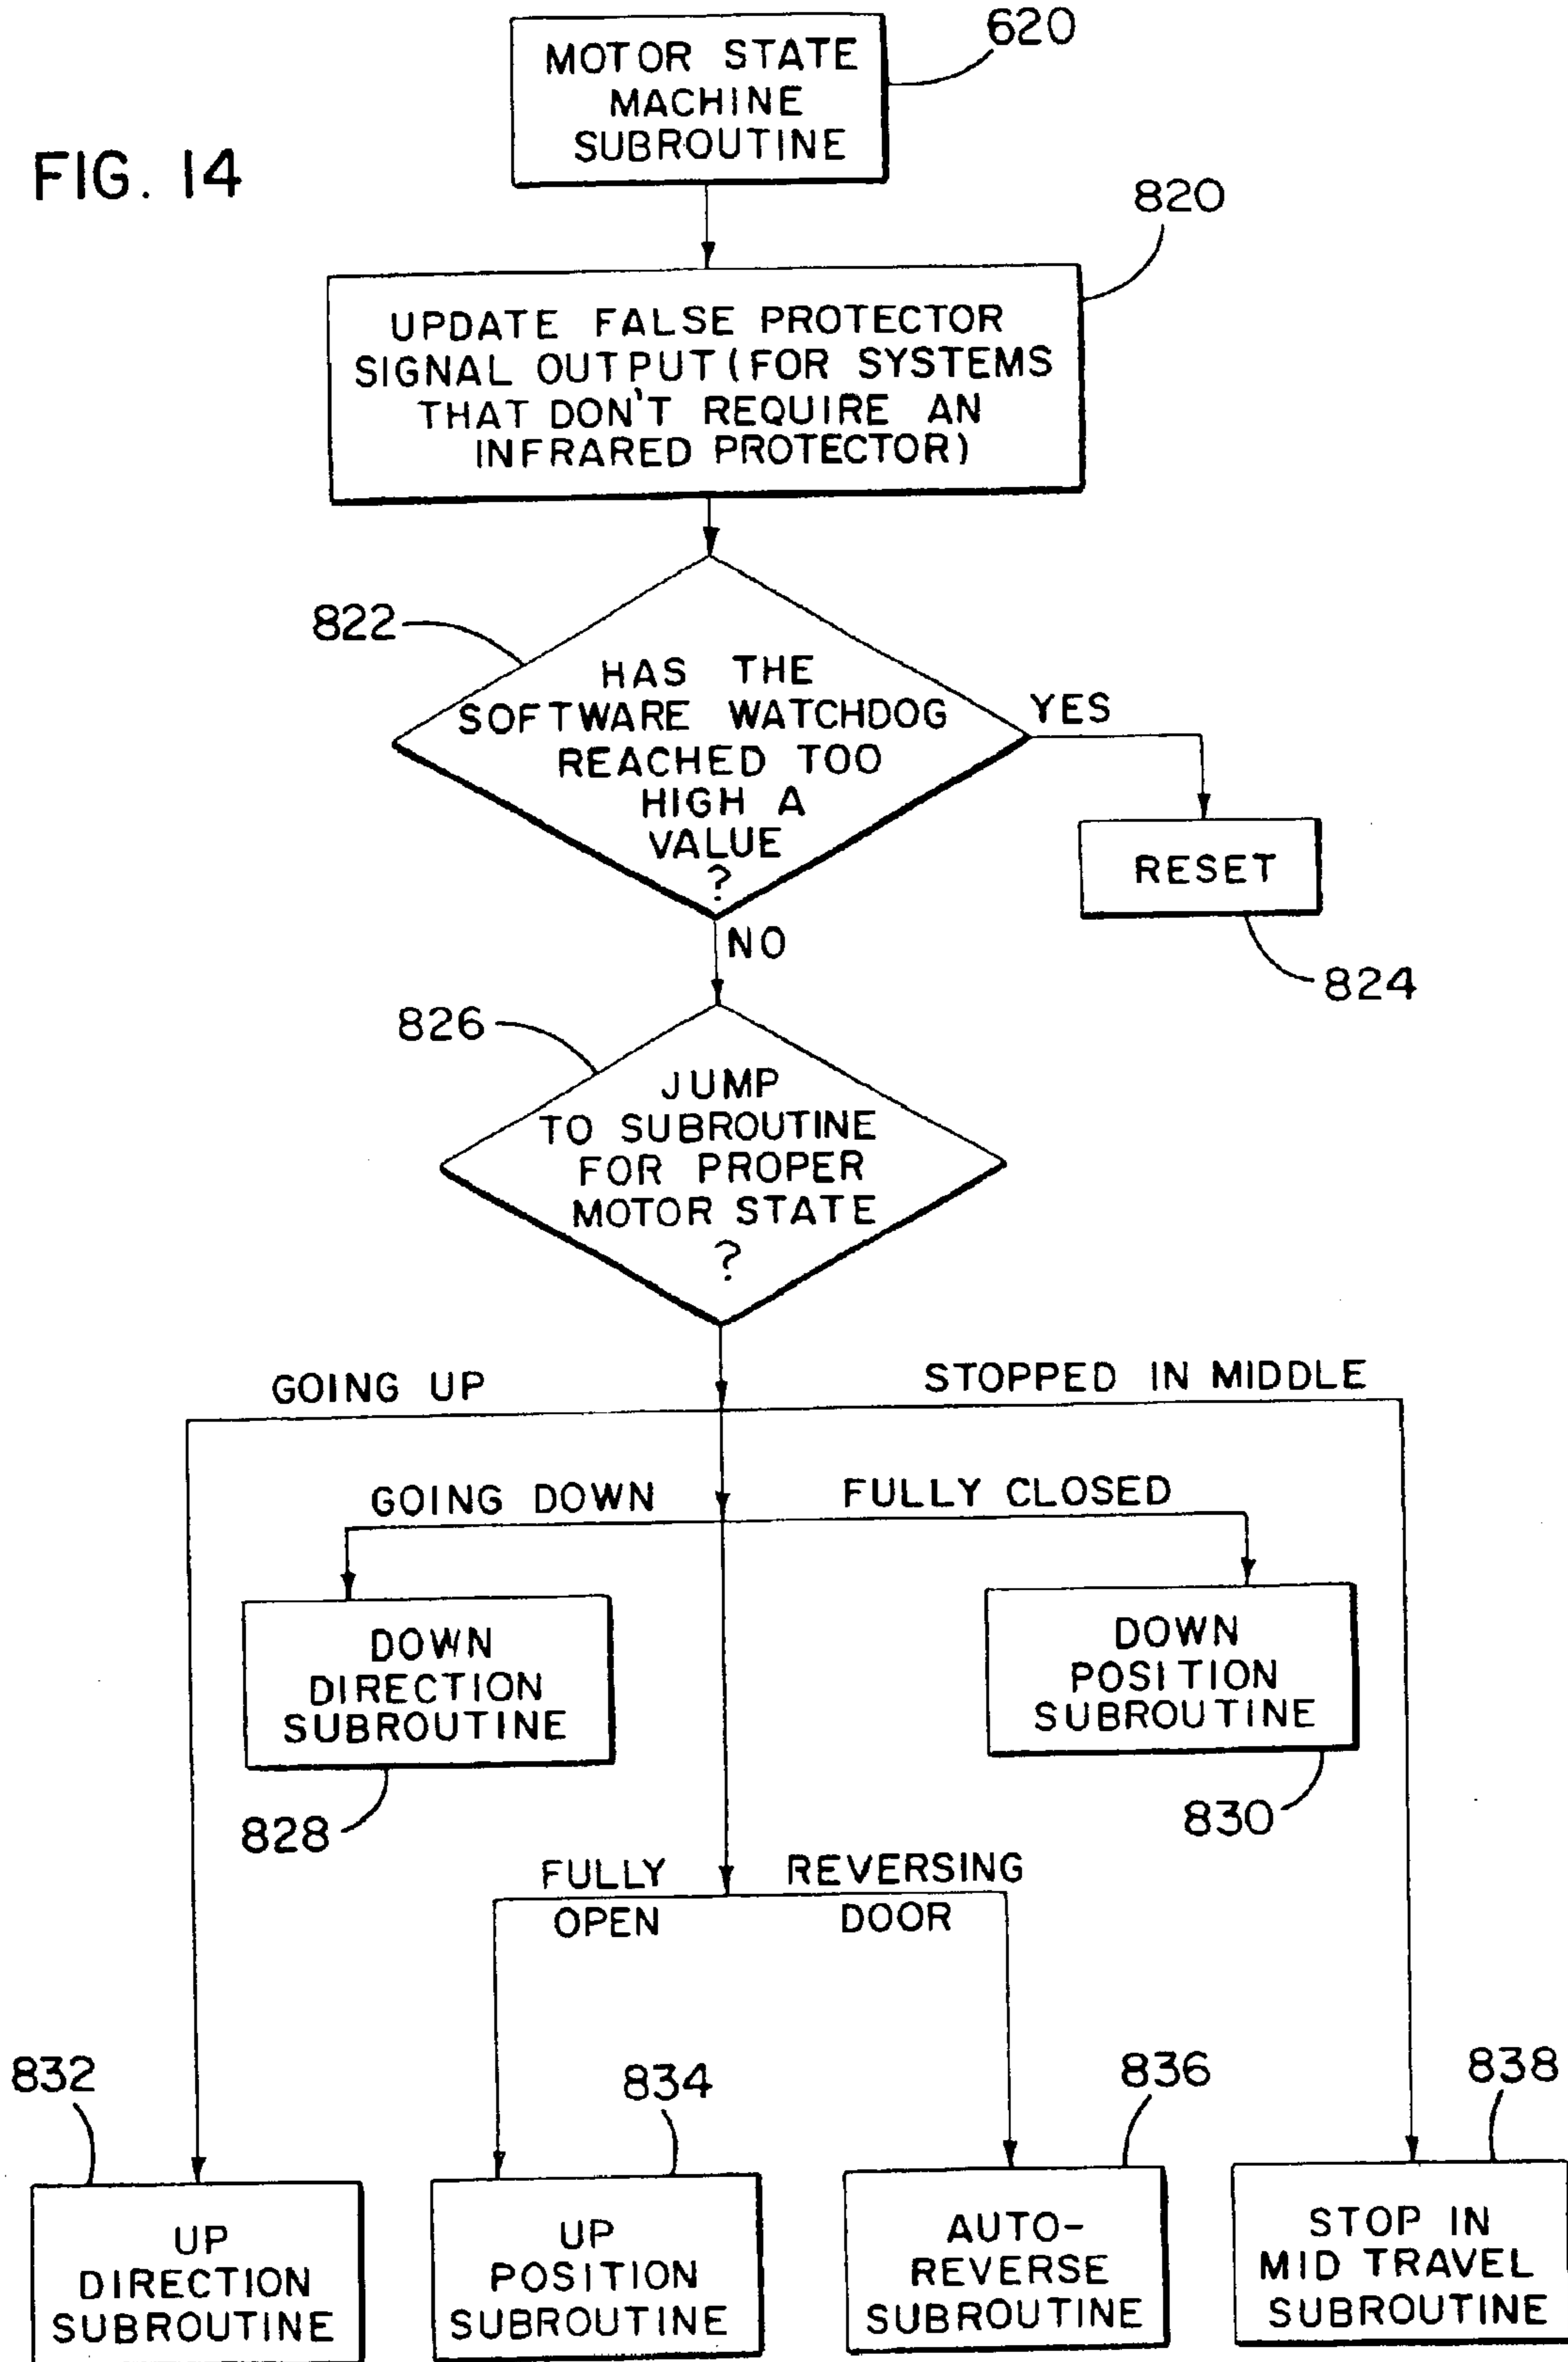 FIG. 14
MOTOR STATE
MACHINE
SUBROUTINE
620
820
UPDATE FALSE PROTECTOR
SIGNAL OUTPUT (FOR SYSTEMS
THAT DON'T REQUIRE AN
INFRARED PROTECTOR)
822
HAS THE
SOFTWARE WATCHDOG
REACHED TOO
HIGH A
VALUE
?
YES
RESET
824
NO
826
JUMP
TO SUBROUTINE
FOR PROPER
MOTOR STATE
?
GOING UP
STOPPED IN MIDDLE
GOING DOWN
FULLY CLOSED
DOWN
DIRECTION
SUBROUTINE
828
DOWN
POSITION
SUBROUTINE
830
FULLY
OPEN
REVERSING
DOOR
832
UP
DIRECTION
SUBROUTINE
834
UP
POSITION
SUBROUTINE
836
AUTO-
REVERSE
SUBROUTINE
838
STOP IN
MID TRAVEL
SUBROUTINE